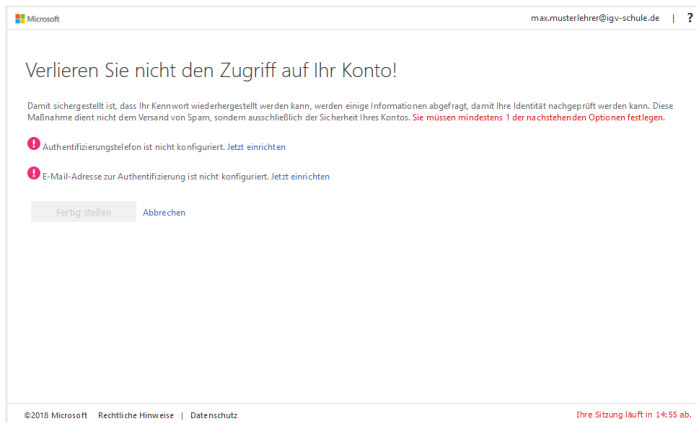 Microsoft
max.musterlehrer@igv-schule.de | ?
Verlieren Sie nicht den Zugriff auf Ihr Konto!
Damit sichergestellt ist, dass Ihr Kennwort wiederhergestellt werden kann, werden einige Informationen abgefragt, damit Ihre Identität nachgeprüft werden kann. Diese
Maßnahme dient nicht dem Versand von Spam, sondern ausschließlich der Sicherheit Ihres Kontos. Sie müssen mindestens 1 der nachstehenden Optionen festlegen.
! Authentifizierungstelefon ist nicht konfiguriert. Jetzt einrichten
! E-Mail-Adresse zur Authentifizierung ist nicht konfiguriert. Jetzt einrichten
Fertig stellen Abbrechen
©2018 Microsoft Rechtliche Hinweise | Datenschutz
Ihre Sitzung läuft in 14:55 ab.